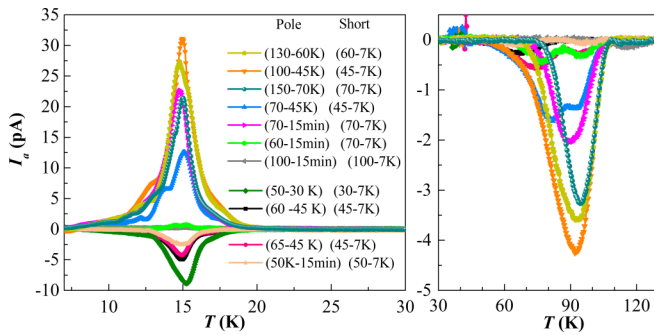 Pole Short
(130-60K) (60-7K)
(100-45K) (45-7K)
(150-70K) (70-7K)
(70-45K) (45-7K)
(70-15min) (70-7K)
(60-15min) (70-7K)
(100-15min) (100-7K)
(50-30 K) (30-7K)
(60 -45 K) (45-7K)
(65-45 K) (45-7K)
(50K-15min) (50-7K)
35
30
25
20
15
10
5
0
-5
-10
I_a (pA)
10 15 20 25 30
T (K)
0
-1
-2
-3
-4
-5
30 60 90 120
T (K)